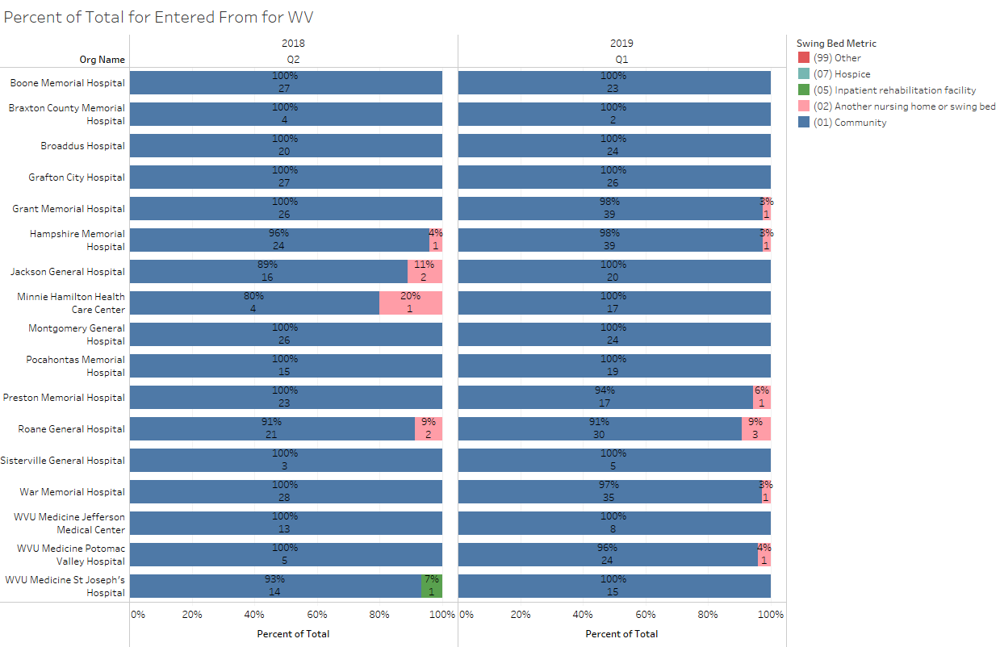 Percent of Total for Entered From for WV
2018 2019 Swing Bed Metric
Org Name Q2 Q1 (99) Other
(07) Hospice
(05) Inpatient rehabilitation facility
(02) Another nursing home or swing bed
(01) Community
Boone Memorial Hospital 100% 100%
27 23
Braxton County Memorial 100% 100%
Hospital 4 2
Broaddus Hospital 100% 100%
20 24
Grafton City Hospital 100% 100%
27 26
Grant Memorial Hospital 100% 98% 3%
26 39 1
Hampshire Memorial 96% 4% 98% 3%
Hospital 24 1 39 1
Jackson General Hospital 89% 11% 100%
16 2 20
Minnie Hamilton Health 80% 20% 100%
Care Center 4 1 17
Montgomery General 100% 100%
Hospital 26 24
Pocahontas Memorial 100% 100%
Hospital 15 19
Preston Memorial Hospital 100% 94% 6%
23 17 1
Roane General Hospital 91% 9% 91% 9%
21 2 30 3
Sisterville General Hospital 100% 100%
3 5
War Memorial Hospital 100% 97% 3%
28 35 1
WVU Medicine Jefferson 100% 100%
Medical Center 13 8
WVU Medicine Potomac 100% 96% 4%
Valley Hospital 5 24 1
WVU Medicine St Joseph's 93% 7% 100%
Hospital 14 1 15
0% 20% 40% 60% 80% 100% 0% 20% 40% 60% 80% 100%
Percent of Total Percent of Total